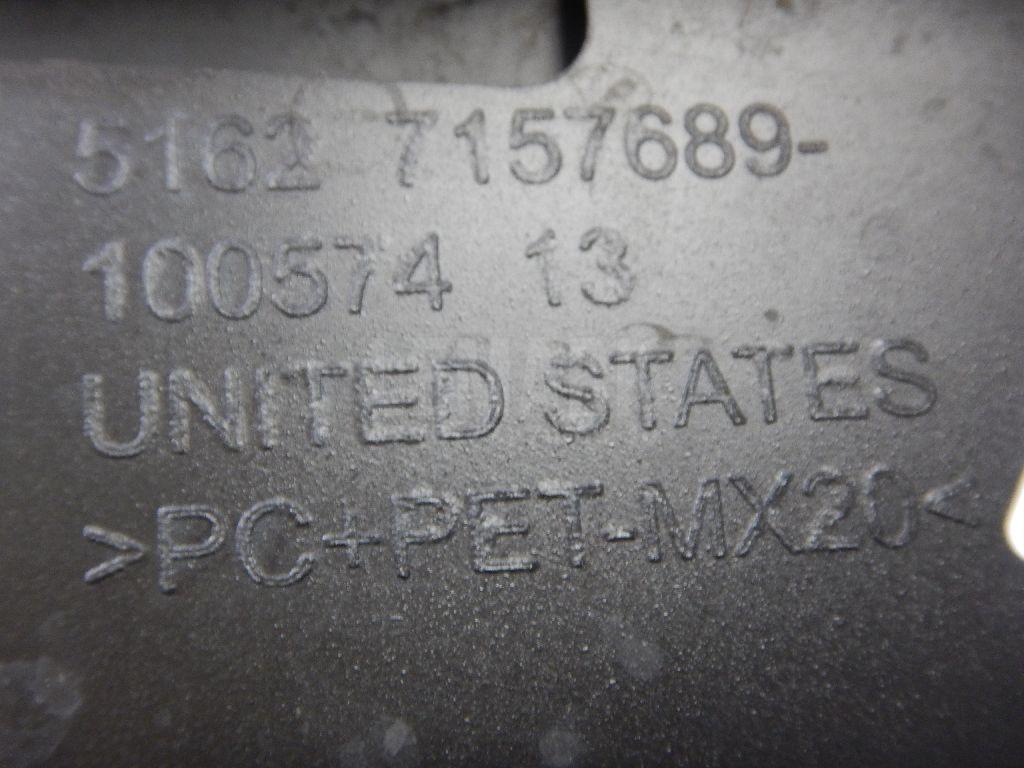 5162 7157689-
100574 13
UNITED STATES
>PC+PET-MX20<